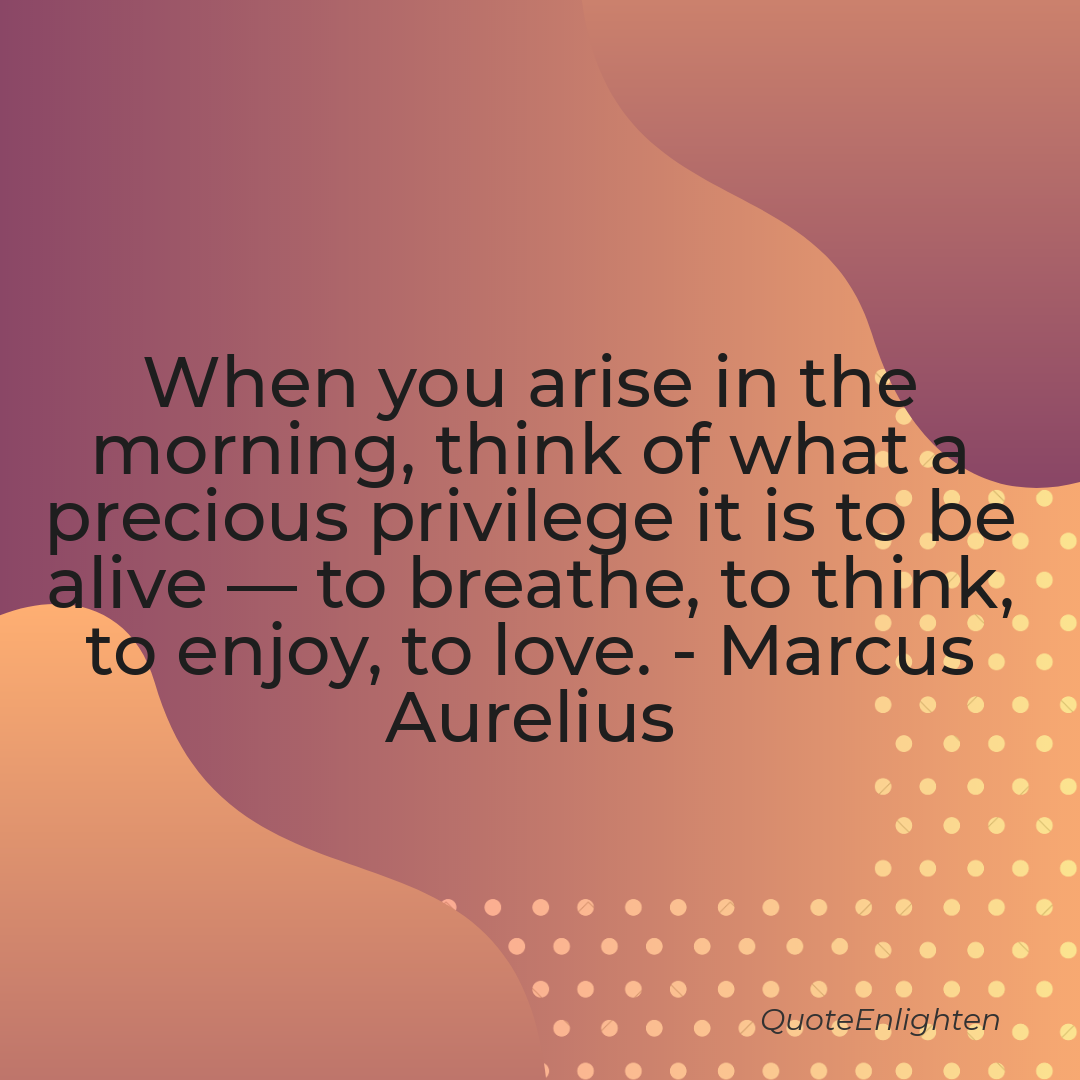 When you arise in the
morning, think of what a
precious privilege it is to be
alive — to breathe, to think,
to enjoy, to love. - Marcus
Aurelius
QuoteEnlighten